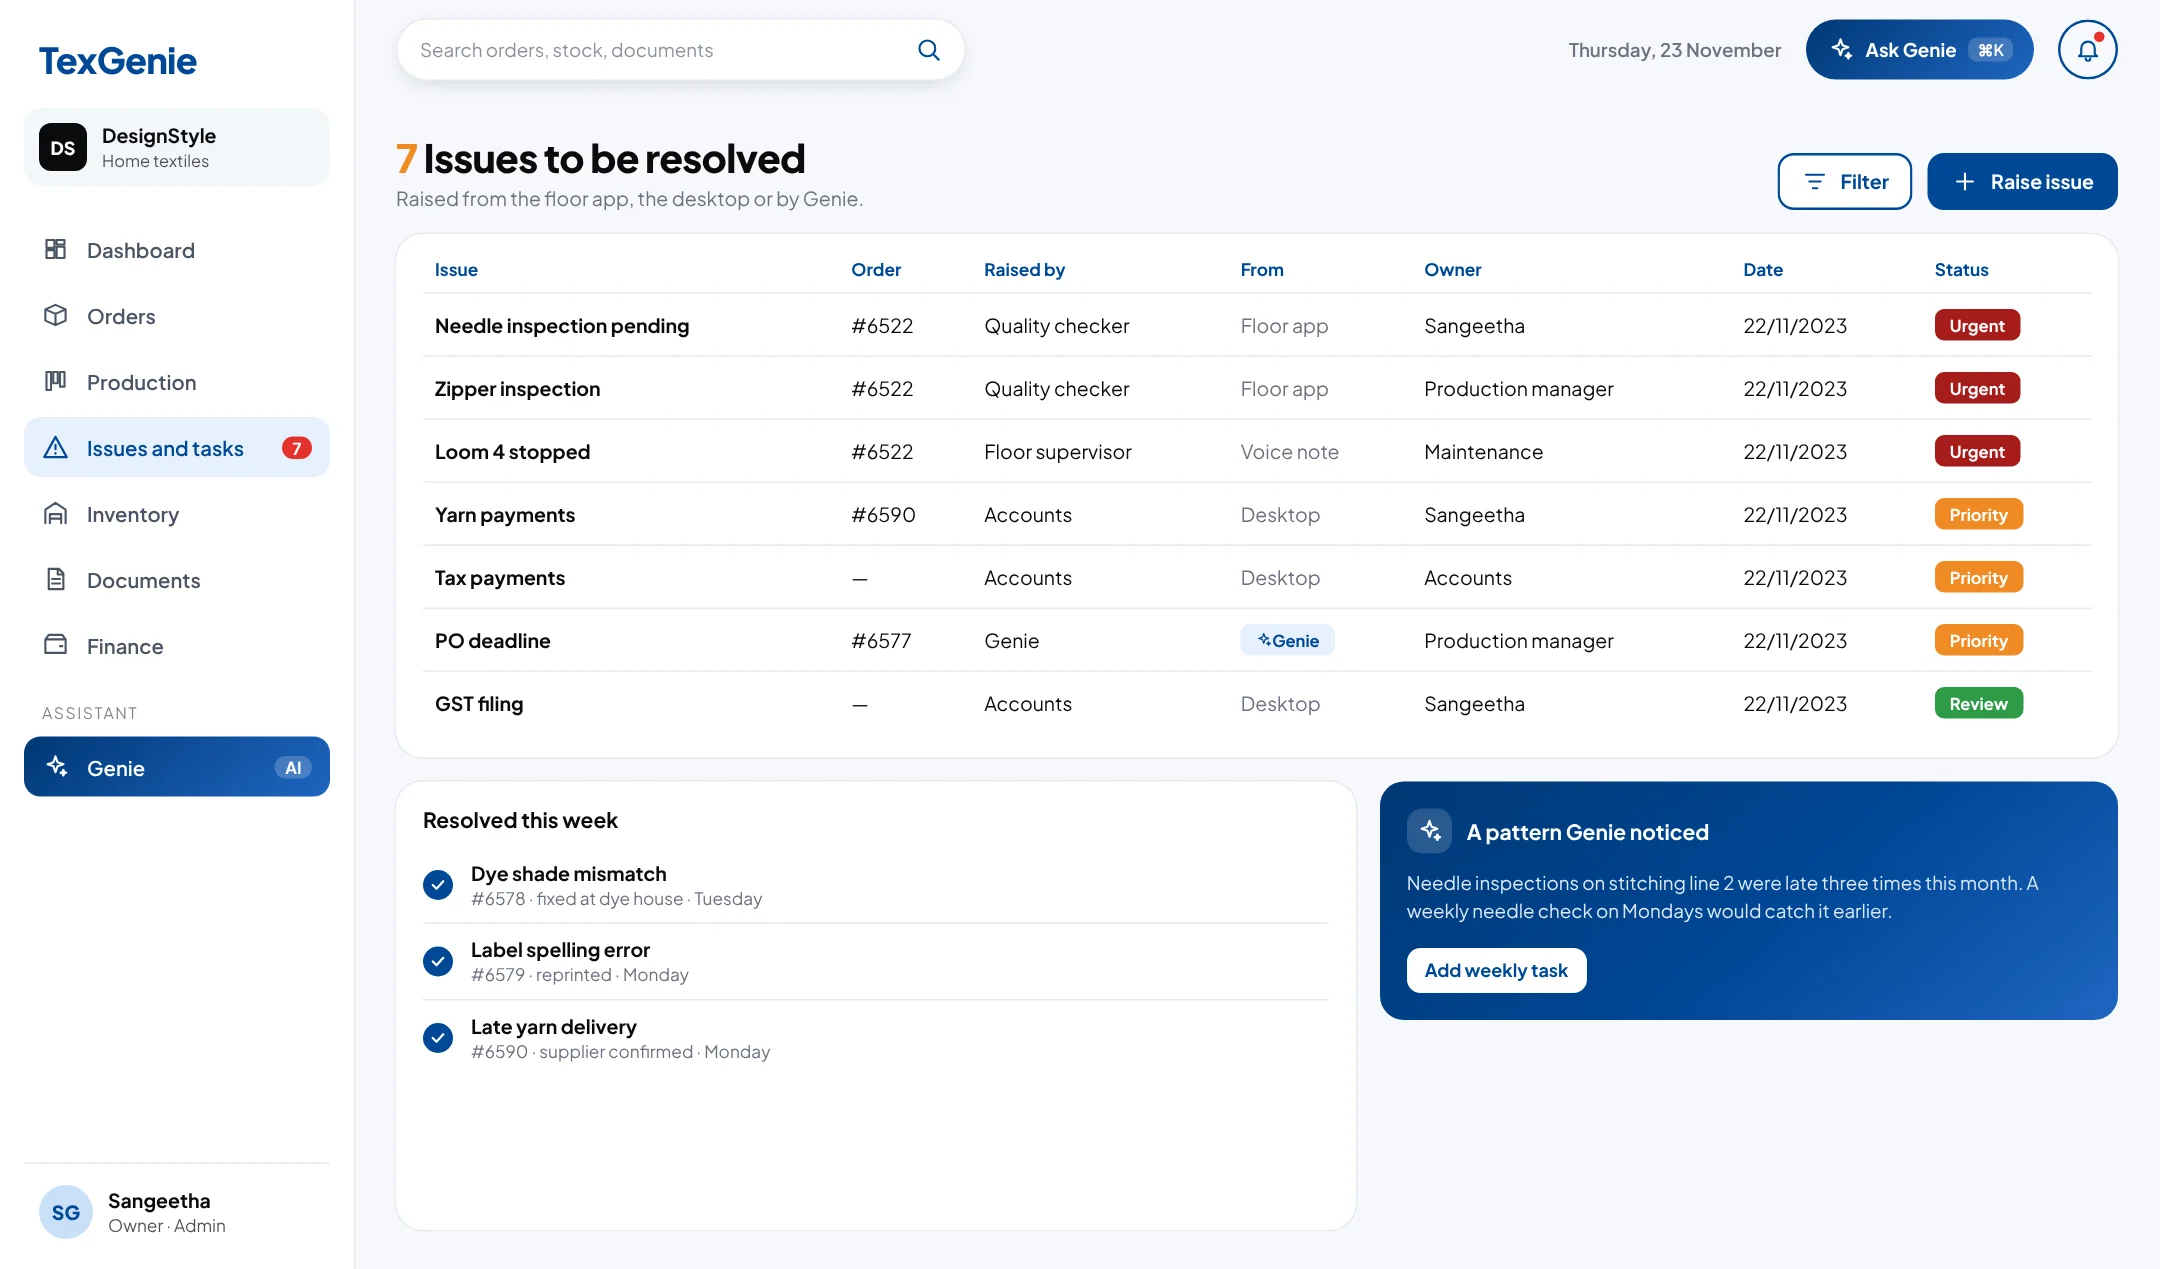 TexGenie
DS
DesignStyle
Home textiles
Dashboard
Orders
Production
Issues and tasks 7
Inventory
Documents
Finance
ASSISTANT
Genie AI
SG
Sangeetha
Owner · Admin
Search orders, stock, documents
Thursday, 23 November
Ask Genie ⌘K
7 Issues to be resolved
Raised from the floor app, the desktop or by Genie.
Filter
Raise issue
Issue Order Raised by From Owner Date Status
Needle inspection pending #6522 Quality checker Floor app Sangeetha 22/11/2023 Urgent
Zipper inspection #6522 Quality checker Floor app Production manager 22/11/2023 Urgent
Loom 4 stopped #6522 Floor supervisor Voice note Maintenance 22/11/2023 Urgent
Yarn payments #6590 Accounts Desktop Sangeetha 22/11/2023 Priority
Tax payments — Accounts Desktop Accounts 22/11/2023 Priority
PO deadline #6577 Genie Genie Production manager 22/11/2023 Priority
GST filing — Accounts Desktop Sangeetha 22/11/2023 Review
Resolved this week
Dye shade mismatch
#6578 · fixed at dye house · Tuesday
Label spelling error
#6579 · reprinted · Monday
Late yarn delivery
#6590 · supplier confirmed · Monday
A pattern Genie noticed
Needle inspections on stitching line 2 were late three times this month. A
weekly needle check on Mondays would catch it earlier.
Add weekly task